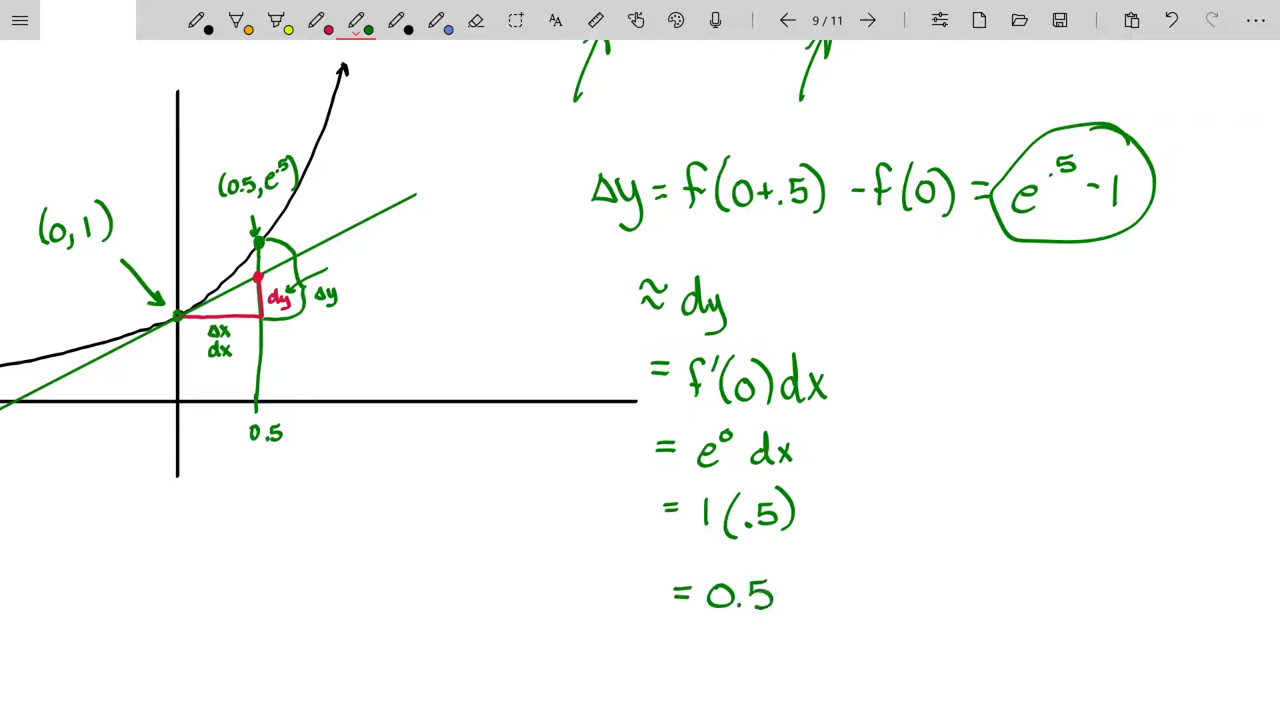 9 / 11
(0.5, e^.5)
(0, 1)
dy
Δy
Δx
dx
0.5
Δy = f(0+.5) - f(0) = e^.5 - 1
≈ dy
= f'(0) dx
= e^0 dx
= 1(.5)
= 0.5